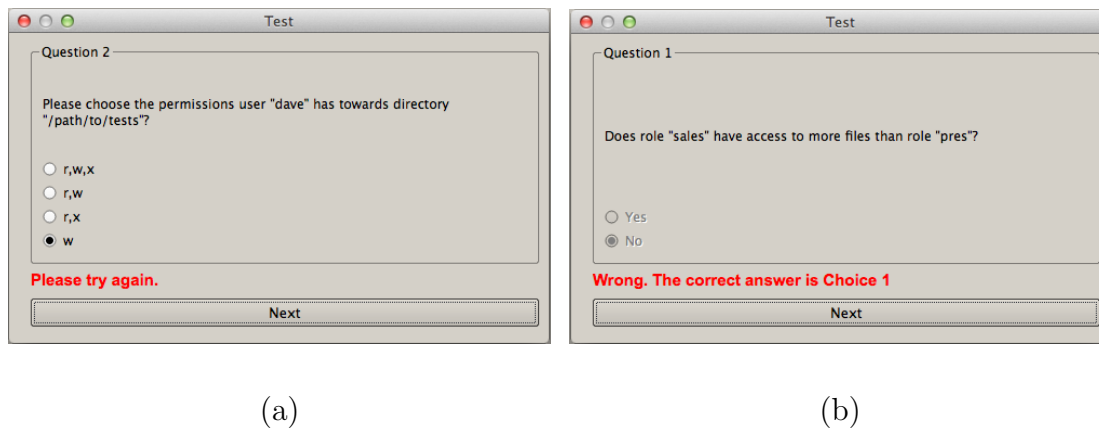 Test
Question 2
Please choose the permissions user "dave" has towards directory
"/path/to/tests"?
r,w,x
r,w
r,x
w
Please try again.
Next
(a)
Test
Question 1
Does role "sales" have access to more files than role "pres"?
Yes
No
Wrong. The correct answer is Choice 1
Next
(b)